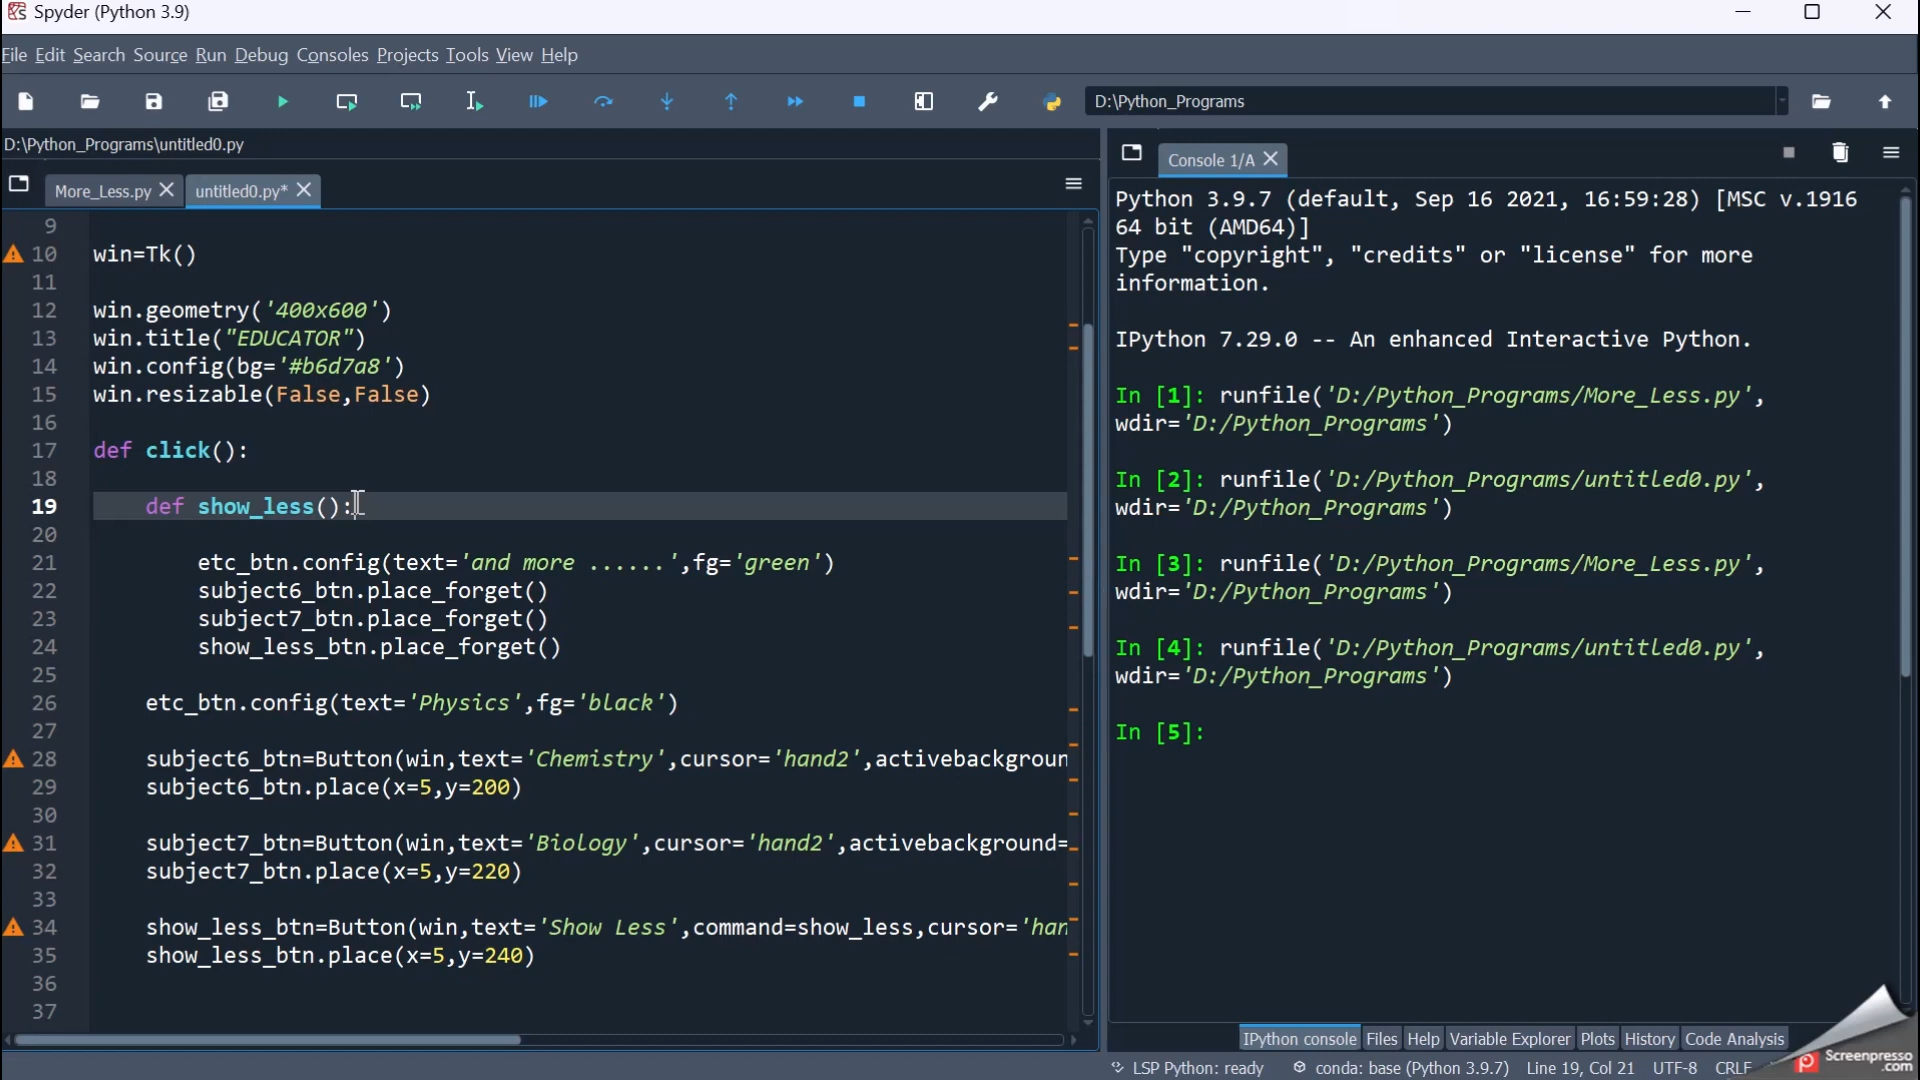 Spyder (Python 3.9)
File Edit Search Source Run Debug Consoles Projects Tools View Help
D:\Python_Programs
D:\Python_Programs\untitled0.py
More_Less.py
untitled0.py*
9
10 win=Tk()
11
12 win.geometry('400x600')
13 win.title("EDUCATOR")
14 win.config(bg='#b6d7a8')
15 win.resizable(False,False)
16
17 def click():
18
19     def show_less():
20
21         etc_btn.config(text='and more ......',fg='green')
22         subject6_btn.place_forget()
23         subject7_btn.place_forget()
24         show_less_btn.place_forget()
25
26     etc_btn.config(text='Physics',fg='black')
27
28     subject6_btn=Button(win,text='Chemistry',cursor='hand2',activebackgroun
29     subject6_btn.place(x=5,y=200)
30
31     subject7_btn=Button(win,text='Biology',cursor='hand2',activebackground=
32     subject7_btn.place(x=5,y=220)
33
34     show_less_btn=Button(win,text='Show Less',command=show_less,cursor='han
35     show_less_btn.place(x=5,y=240)
36
37
Console 1/A
Python 3.9.7 (default, Sep 16 2021, 16:59:28) [MSC v.1916
64 bit (AMD64)]
Type "copyright", "credits" or "license" for more
information.
IPython 7.29.0 -- An enhanced Interactive Python.
In [1]: runfile('D:/Python_Programs/More_Less.py',
wdir='D:/Python_Programs')
In [2]: runfile('D:/Python_Programs/untitled0.py',
wdir='D:/Python_Programs')
In [3]: runfile('D:/Python_Programs/More_Less.py',
wdir='D:/Python_Programs')
In [4]: runfile('D:/Python_Programs/untitled0.py',
wdir='D:/Python_Programs')
In [5]:
IPython console Files Help Variable Explorer Plots History Code Analysis
LSP Python: ready conda: base (Python 3.9.7) Line 19, Col 21 UTF-8 CRLF
Screenpresso
.com